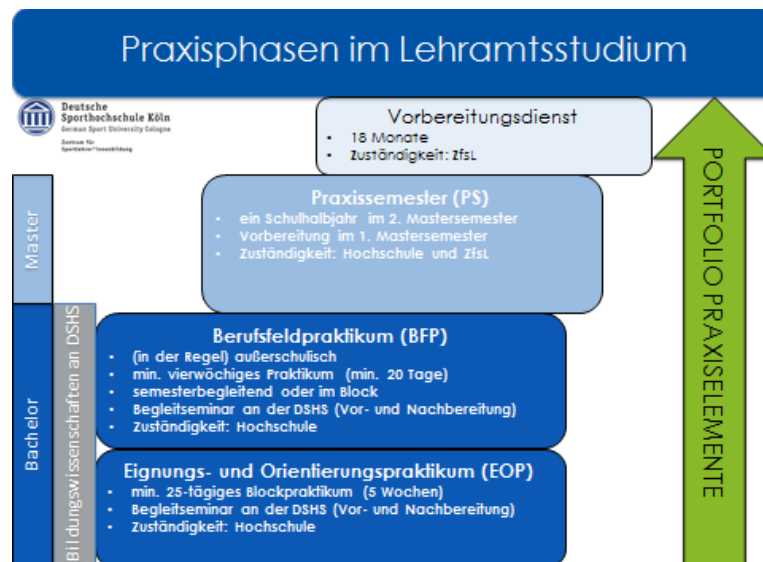 Praxisphasen im Lehramtsstudium
Deutsche
Sporthochschule Köln
German Sport University Cologne
Zentrum für
Sportlehrer*innenbildung
Vorbereitungsdienst
• 18 Monate
• Zuständigkeit: ZfsL
Master
Praxissemester (PS)
• ein Schulhalbjahr im 2. Mastersemester
• Vorbereitung im 1. Mastersemester
• Zuständigkeit: Hochschule und ZfsL
Bachelor
Bildungswissenschaften an DSHS
Berufsfeldpraktikum (BFP)
• (in der Regel) außerschulisch
• min. vierwöchiges Praktikum (min. 20 Tage)
• semesterbegleitend oder im Block
• Begleitseminar an der DSHS (Vor- und Nachbereitung)
• Zuständigkeit: Hochschule
Eignungs- und Orientierungspraktikum (EOP)
• min. 25-tägiges Blockpraktikum (5 Wochen)
• Begleitseminar an der DSHS (Vor- und Nachbereitung)
• Zuständigkeit: Hochschule
PORTFOLIO PRAXISELEMENTE